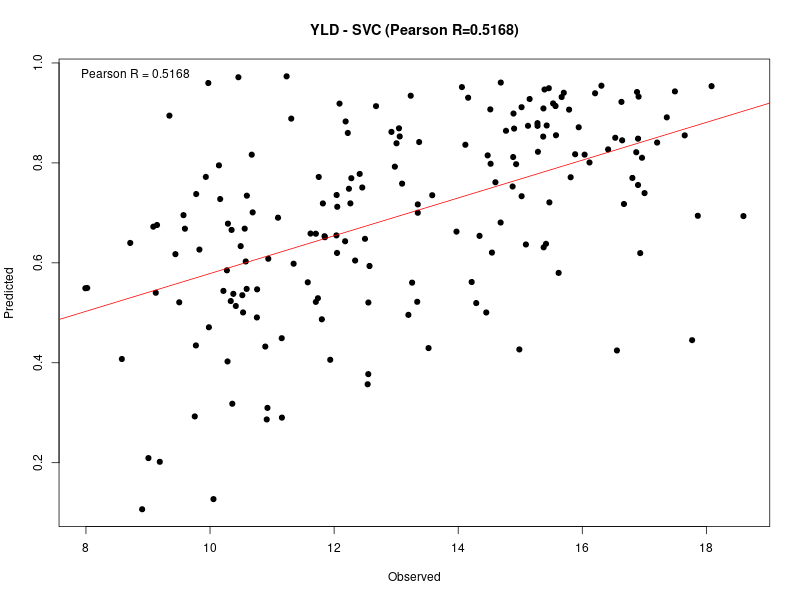 YLD - SVC (Pearson R=0.5168)
Pearson R = 0.5168
1.0
0.8
0.6
0.4
0.2
Predicted
8 10 12 14 16 18
Observed